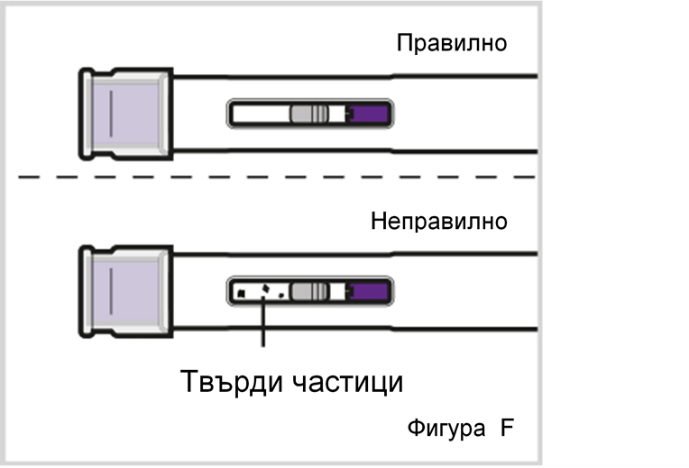 Правилно
Неправилно
Твърди частици
Фигура F